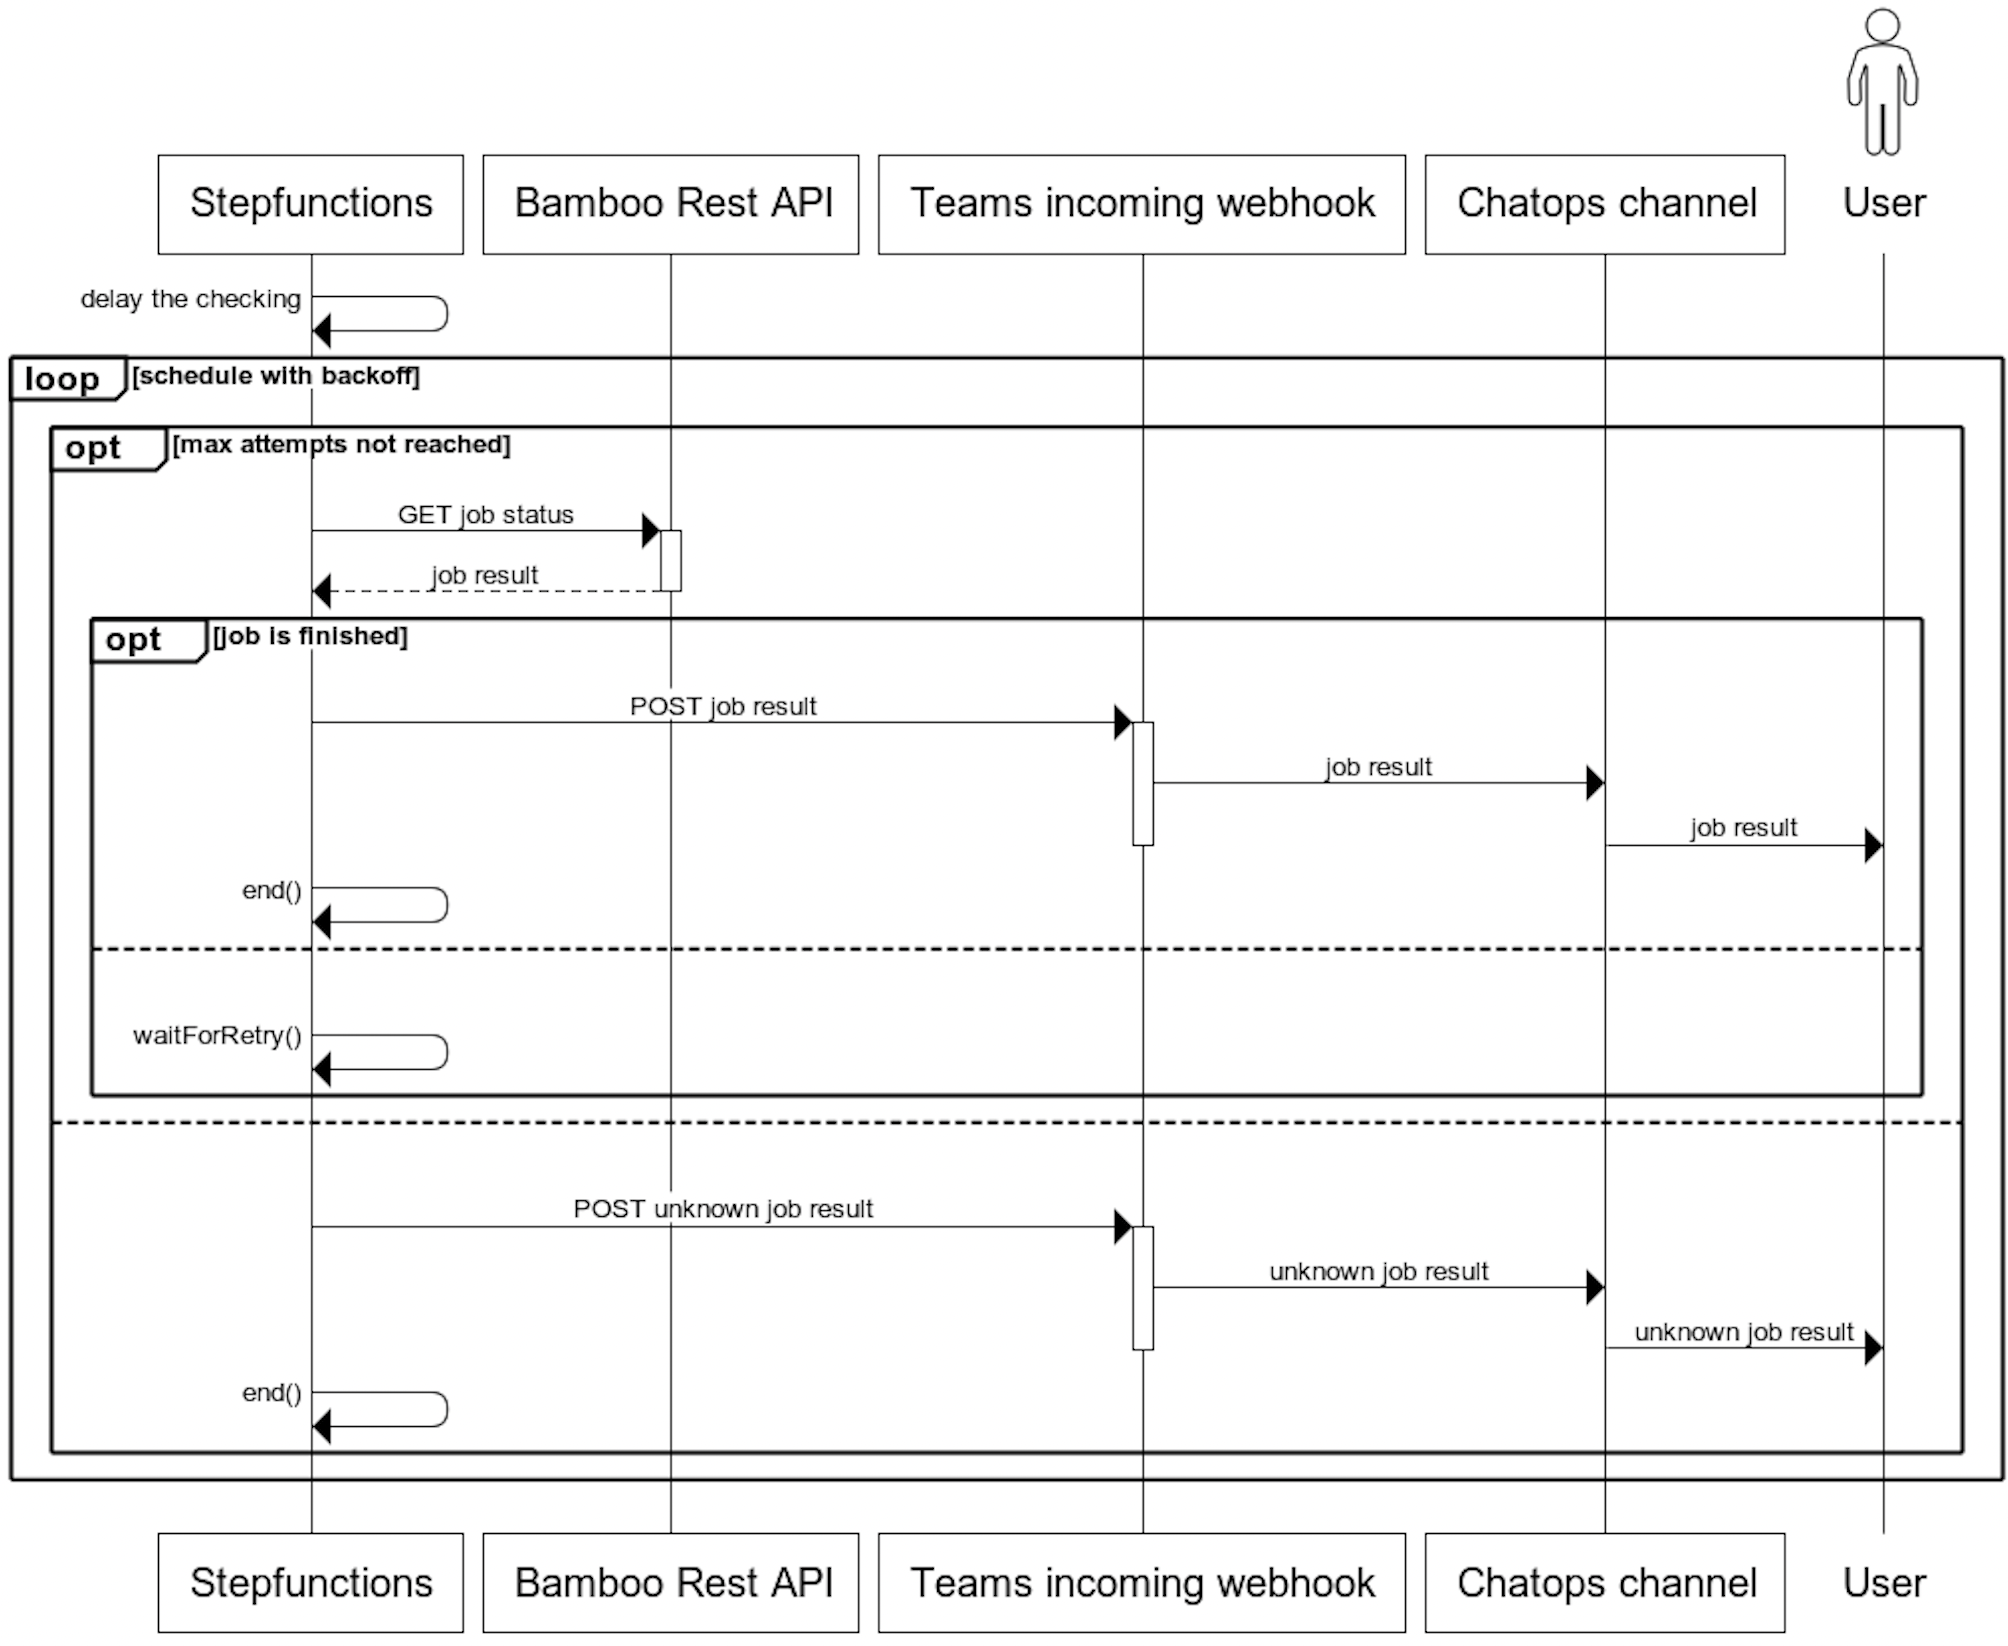 Stepfunctions
Bamboo Rest API
Teams incoming webhook
Chatops channel
User
delay the checking
loop
[schedule with backoff]
opt
[max attempts not reached]
GET job status
job result
opt
[job is finished]
POST job result
job result
job result
end()
waitForRetry()
POST unknown job result
unknown job result
unknown job result
end()
Stepfunctions
Bamboo Rest API
Teams incoming webhook
Chatops channel
User